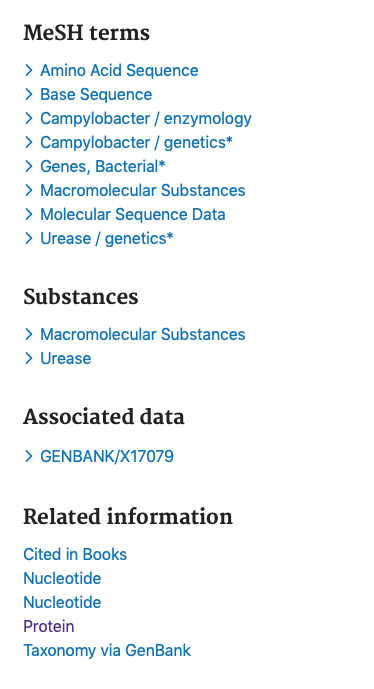 MeSH terms
Amino Acid Sequence
Base Sequence
Campylobacter / enzymology
Campylobacter / genetics*
Genes, Bacterial*
Macromolecular Substances
Molecular Sequence Data
Urease / genetics*
Substances
Macromolecular Substances
Urease
Associated data
GENBANK/X17079
Related information
Cited in Books
Nucleotide
Nucleotide
Protein
Taxonomy via GenBank